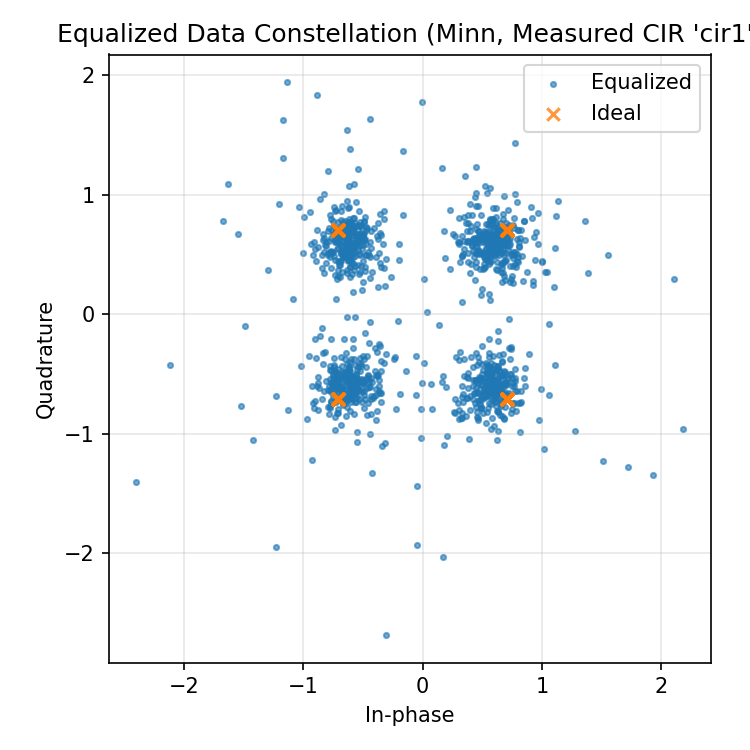 Equalized Data Constellation (Minn, Measured CIR 'cir1'
Equalized
Ideal
2
1
0
−1
−2
Quadrature
−2 −1 0 1 2
In-phase